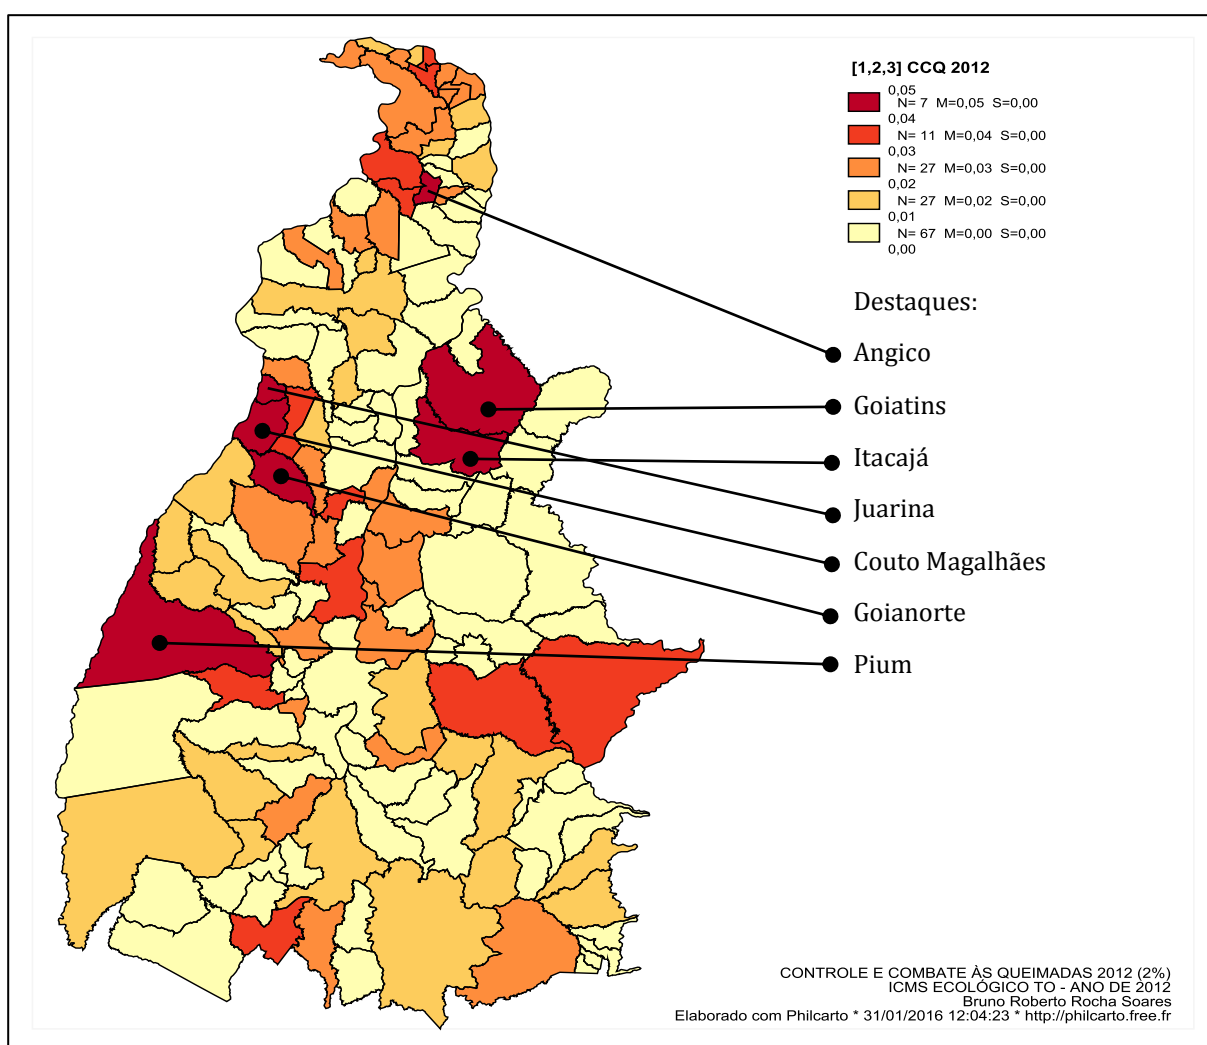 [1,2,3] CCQ 2012
0,05
N= 7 M=0,05 S=0,00
0,04
N= 11 M=0,04 S=0,00
0,03
N= 27 M=0,03 S=0,00
0,02
N= 27 M=0,02 S=0,00
0,01
N= 67 M=0,00 S=0,00
0,00
Destaques:
Angico
Goiatins
Itacajá
Juarina
Couto Magalhães
Goianorte
Pium
CONTROLE E COMBATE ÀS QUEIMADAS 2012 (2%)
ICMS ECOLÓGICO TO - ANO DE 2012
Bruno Roberto Rocha Soares
Elaborado com Philcarto * 31/01/2016 12:04:23 * http://philcarto.free.fr